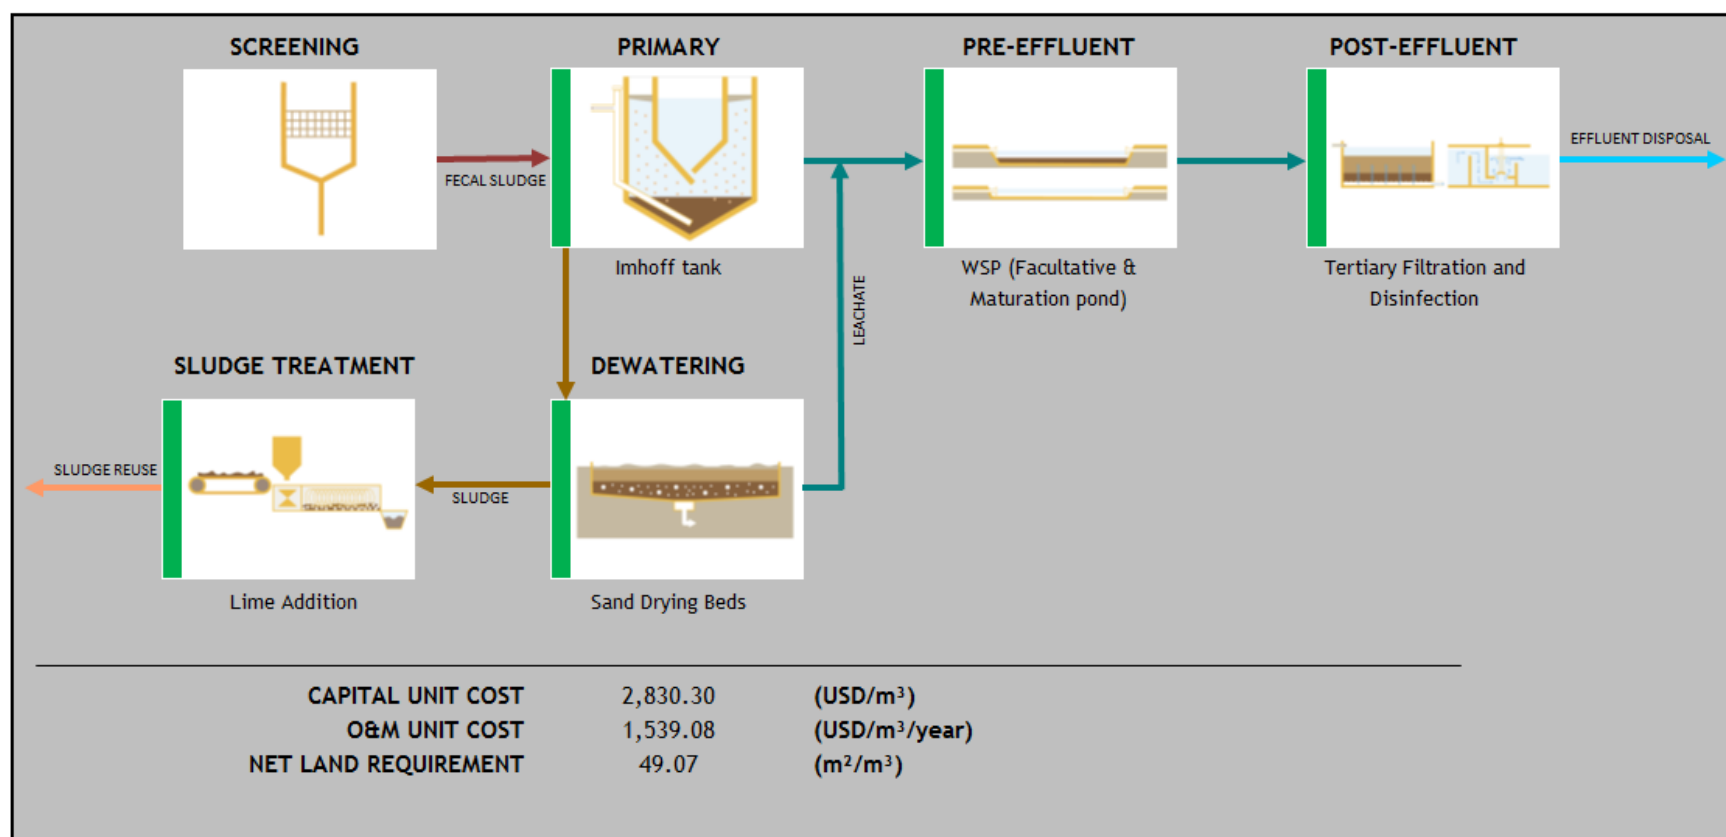 SCREENING
PRIMARY
PRE-EFFLUENT
POST-EFFLUENT
FECAL SLUDGE
EFFLUENT DISPOSAL
Imhoff tank
WSP (Facultative &
Maturation pond)
Tertiary Filtration and
Disinfection
LEACHATE
SLUDGE TREATMENT
DEWATERING
SLUDGE REUSE
SLUDGE
Lime Addition
Sand Drying Beds
CAPITAL UNIT COST 2,830.30 (USD/m³)
O&M UNIT COST 1,539.08 (USD/m³/year)
NET LAND REQUIREMENT 49.07 (m²/m³)